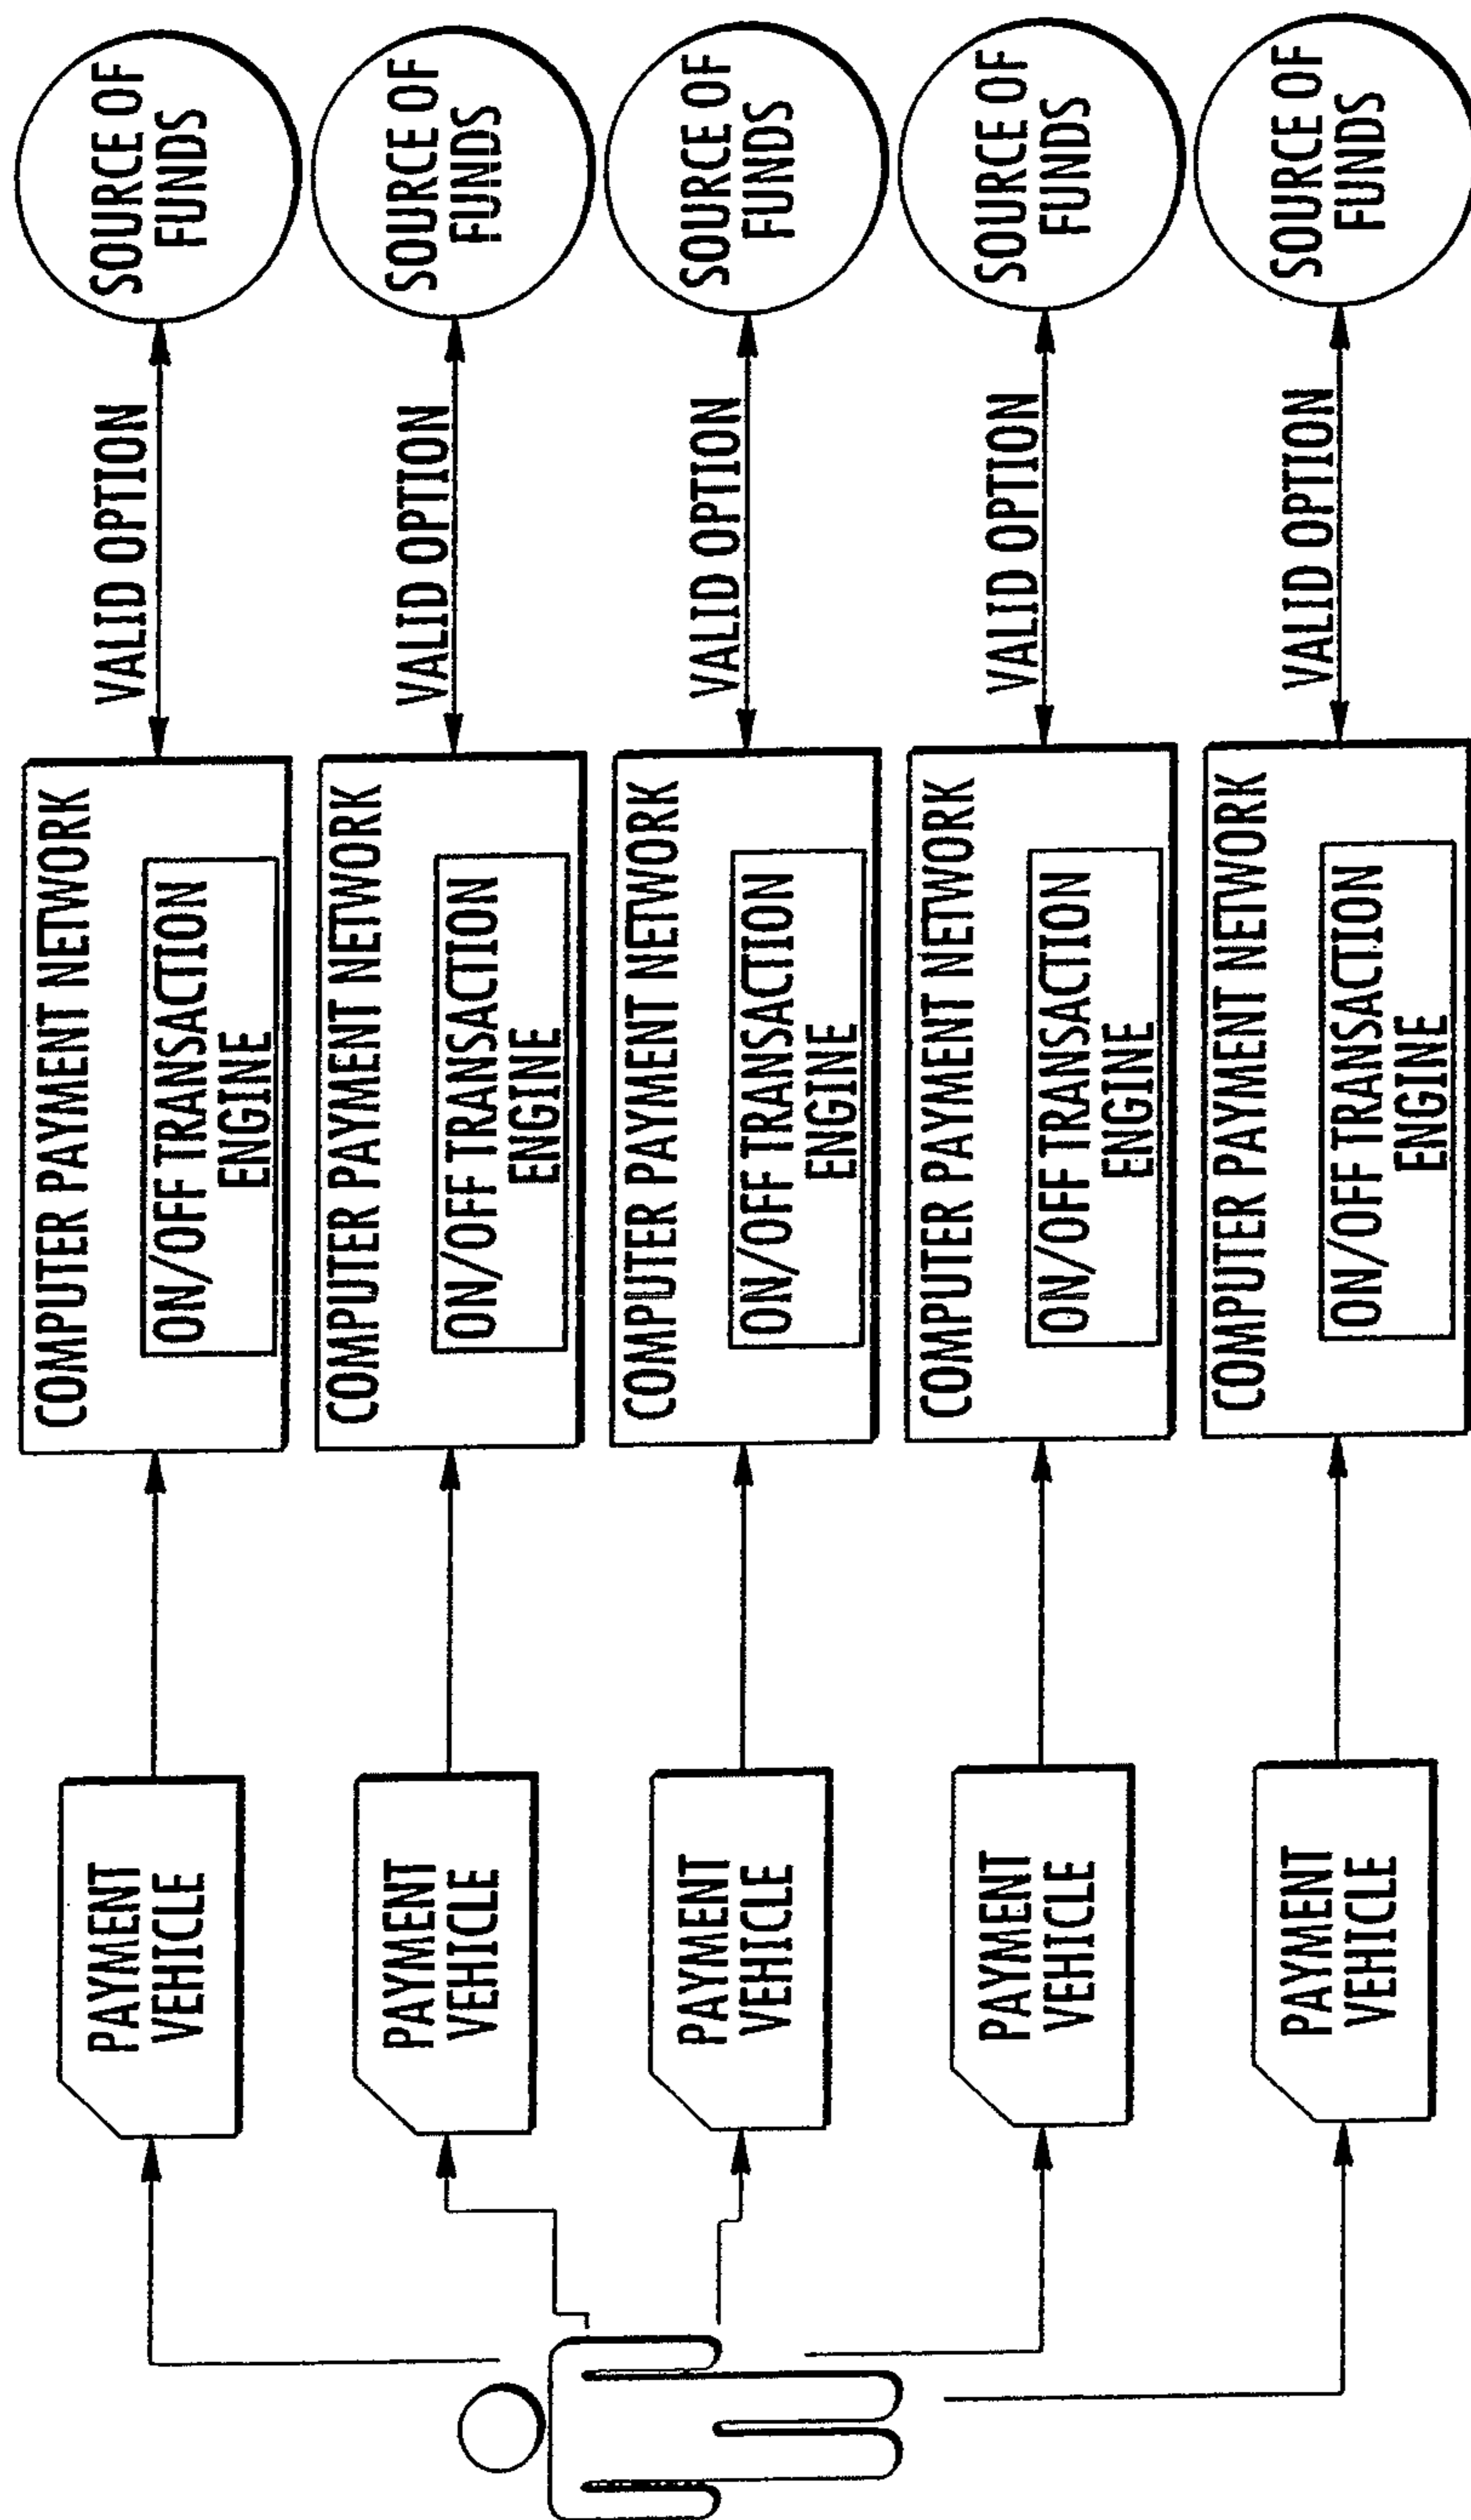 PAYMENT
VEHICLE
COMPUTER PAYMENT NETWORK
ON/OFF TRANSACTION
ENGINE
VALID OPTION
SOURCE OF
FUNDS
PAYMENT
VEHICLE
COMPUTER PAYMENT NETWORK
ON/OFF TRANSACTION
ENGINE
VALID OPTION
SOURCE OF
FUNDS
PAYMENT
VEHICLE
COMPUTER PAYMENT NETWORK
ON/OFF TRANSACTION
ENGINE
VALID OPTION
SOURCE OF
FUNDS
PAYMENT
VEHICLE
COMPUTER PAYMENT NETWORK
ON/OFF TRANSACTION
ENGINE
VALID OPTION
SOURCE OF
FUNDS
PAYMENT
VEHICLE
COMPUTER PAYMENT NETWORK
ON/OFF TRANSACTION
ENGINE
VALID OPTION
SOURCE OF
FUNDS